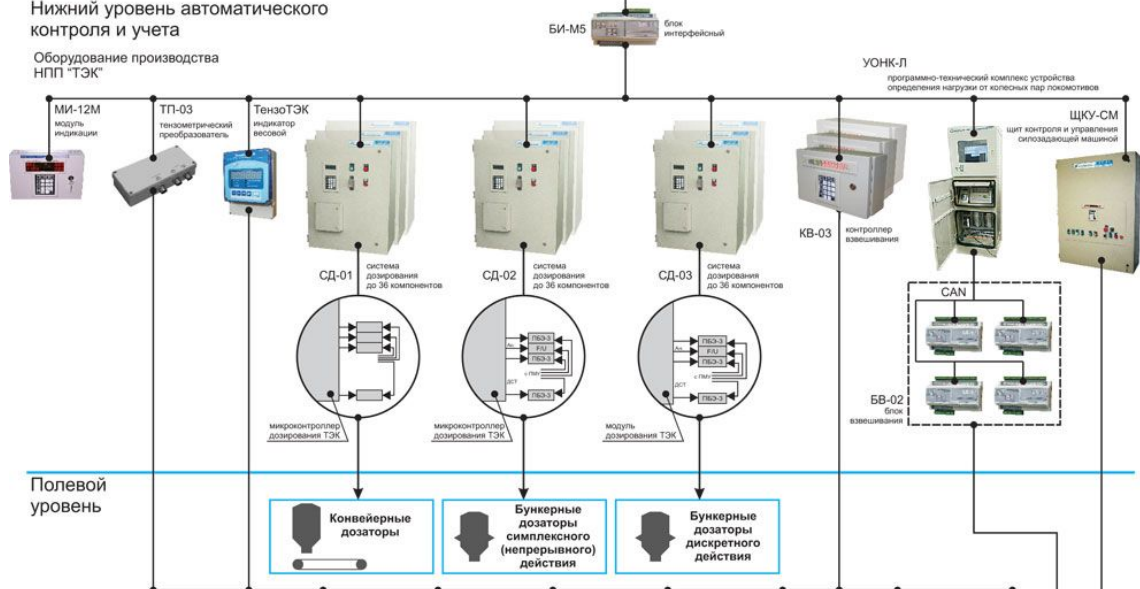 Нижний уровень автоматического
контроля и учета
Оборудование производства
НПП "ТЭК"
БИ-М5
блок
интерфейсный
УОНК-Л
программно-технический комплекс устройства
определения нагрузки от колесных пар локомотивов
МИ-12М
модуль
индикации
ТП-03
тензометрический
преобразователь
ТензоТЭК
индикатор
весовой
ЩКУ-СМ
щит контроля и управления
силозадающей машиной
КВ-03
контроллер
взвешивания
СД-01
система
дозирования
до 36 компонентов
СД-02
система
дозирования
до 36 компонентов
СД-03
система
дозирования
до 36 компонентов
CAN
БВ-02
блок
взвешивания
ПБЭ-3
F/U
ПБЭ-3
с ПМУ
ДСТ
ПБЭ-3
ПБЭ-3
F/U
ПБЭ-3
с ПМУ
ДСТ
ПБЭ-3
микроконтроллер
дозирования ТЭК
микроконтроллер
дозирования ТЭК
модуль
дозирования ТЭК
Полевой
уровень
Конвейерные
дозаторы
Бункерные
дозаторы
симплексного
(непрерывного)
действия
Бункерные
дозаторы
дискретного
действия